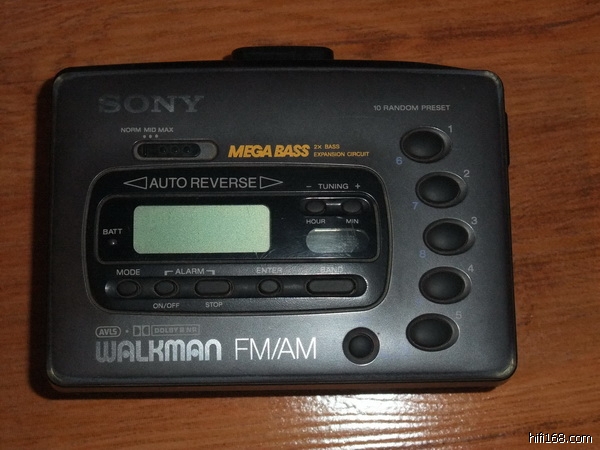 SONY
10 RANDOM PRESET
NORM MID MAX
MEGA BASS 2× BASS
EXPANSION CIRCUIT
1
6
2
7
3
8
4
5
◁AUTO REVERSE▷
− TUNING +
HOUR MIN
BATT
MODE ALARM ENTER BAND
ON/OFF STOP
AVLS • DOLBY B NR
WALKMAN FM/AM
hifi168.com